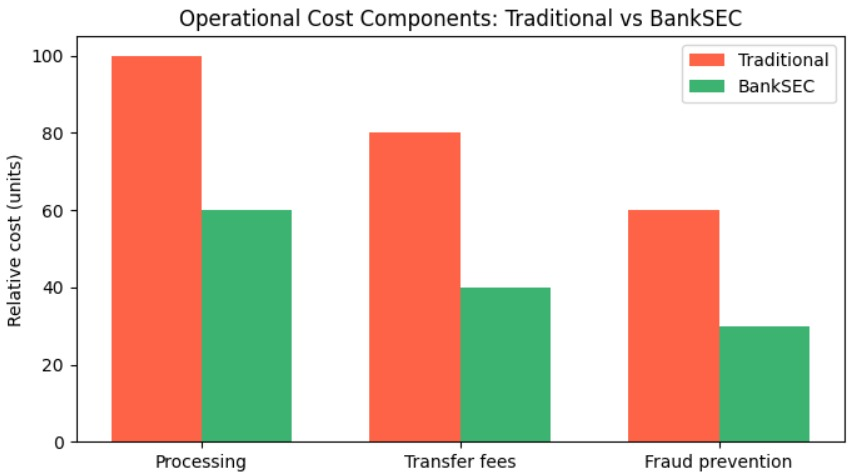 Operational Cost Components: Traditional vs BankSEC
Traditional
BankSEC
Relative cost (units)
100
80
60
40
20
0
Processing
Transfer fees
Fraud prevention